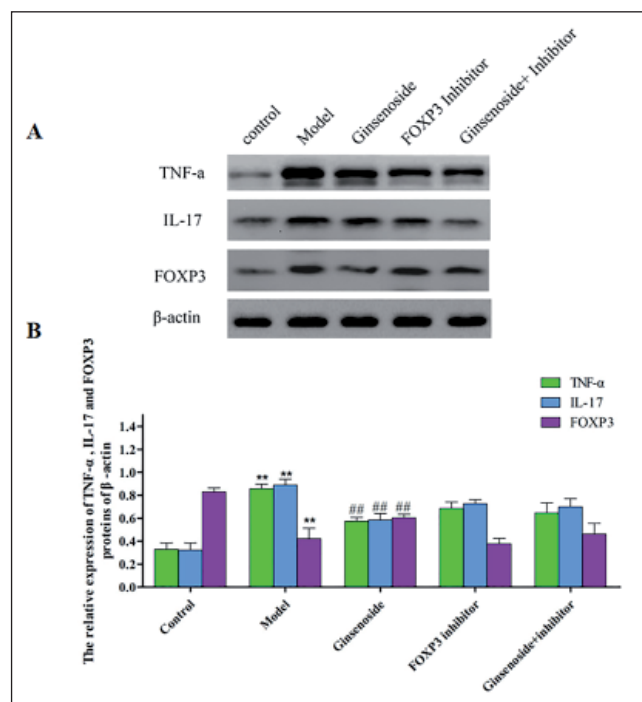 A
control
Model
Ginsenoside
FOXP3 Inhibitor
Ginsenoside+ Inhibitor
TNF-a
IL-17
FOXP3
β-actin
B
The relative expression of TNF-α , IL-17 and FOXP3
proteins of β -actin
TNF-α
IL-17
FOXP3
1.4
1.2
1.0
0.8
0.6
0.4
0.2
0.0
** **
**
## ## ##
Control
Model
Ginsenoside
FOXP3 inhibitor
Ginsenoside+inhibitor